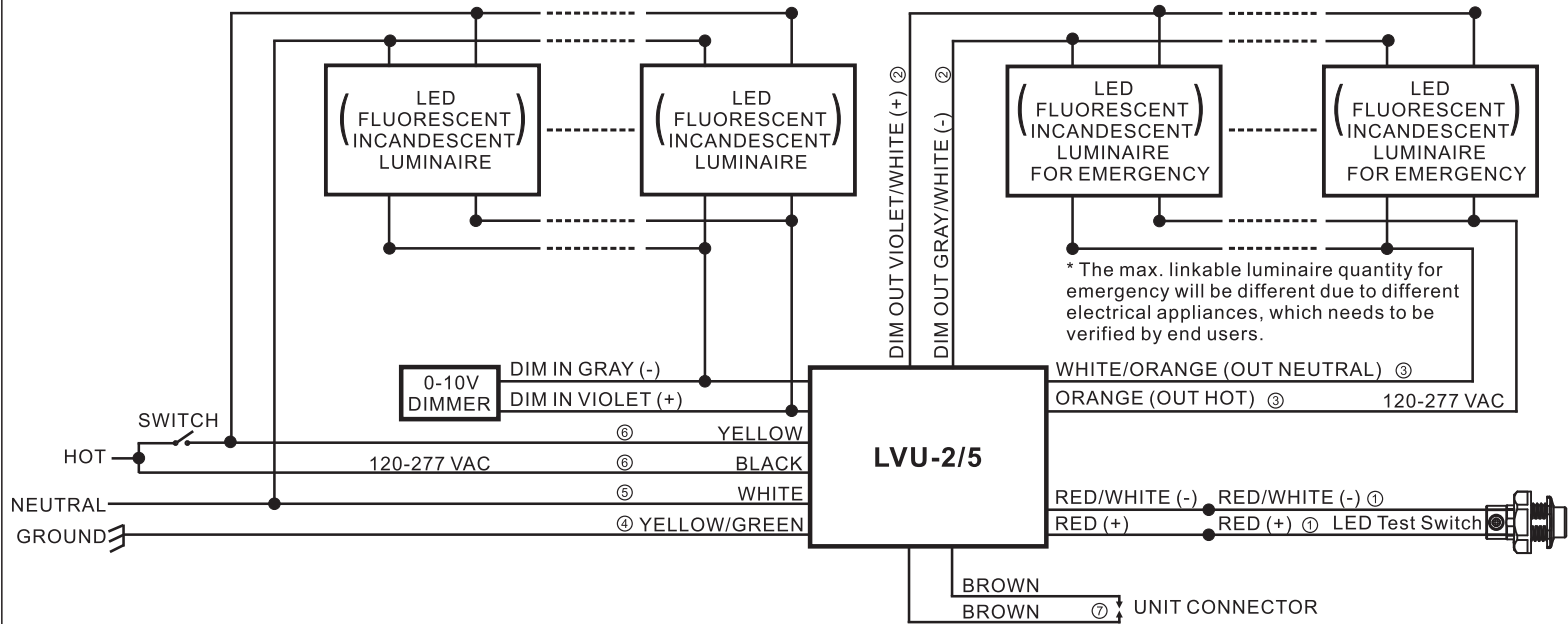 LED
FLUORESCENT
INCANDESCENT
LUMINAIRE
LED
FLUORESCENT
INCANDESCENT
LUMINAIRE
DIM OUT VIOLET/WHITE (+) ②
DIM OUT GRAY/WHITE (-) ②
LED
FLUORESCENT
INCANDESCENT
LUMINAIRE
FOR EMERGENCY
LED
FLUORESCENT
INCANDESCENT
LUMINAIRE
FOR EMERGENCY
* The max. linkable luminaire quantity for
emergency will be different due to different
electrical appliances, which needs to be
verified by end users.
0-10V
DIMMER
DIM IN GRAY (-)
DIM IN VIOLET (+)
SWITCH
HOT
⑥ YELLOW
120-277 VAC ⑥ BLACK
NEUTRAL ⑤ WHITE
GROUND ④ YELLOW/GREEN
LVU-2/5
WHITE/ORANGE (OUT NEUTRAL) ③
ORANGE (OUT HOT) ③ 120-277 VAC
RED/WHITE (-) RED/WHITE (-) ①
RED (+) RED (+) ① LED Test Switch
BROWN
BROWN ⑦ UNIT CONNECTOR